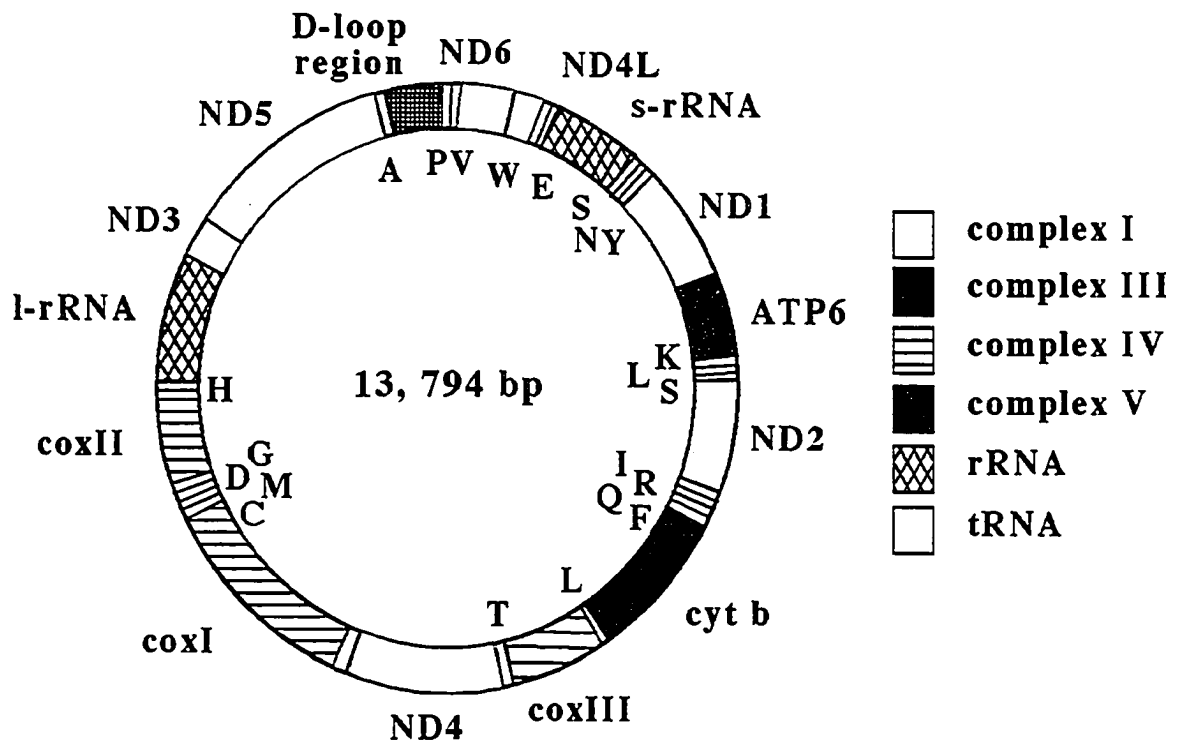 D-loop
region
ND6
ND4L
s-rRNA
ND5
A
PV
W
E
S
NY
ND1
ND3
l-rRNA
ATP6
K
L
S
H
13, 794 bp
coxII
ND2
G
D
M
C
I
R
Q
F
L
T
cyt b
coxI
coxIII
ND4
complex I
complex III
complex IV
complex V
rRNA
tRNA